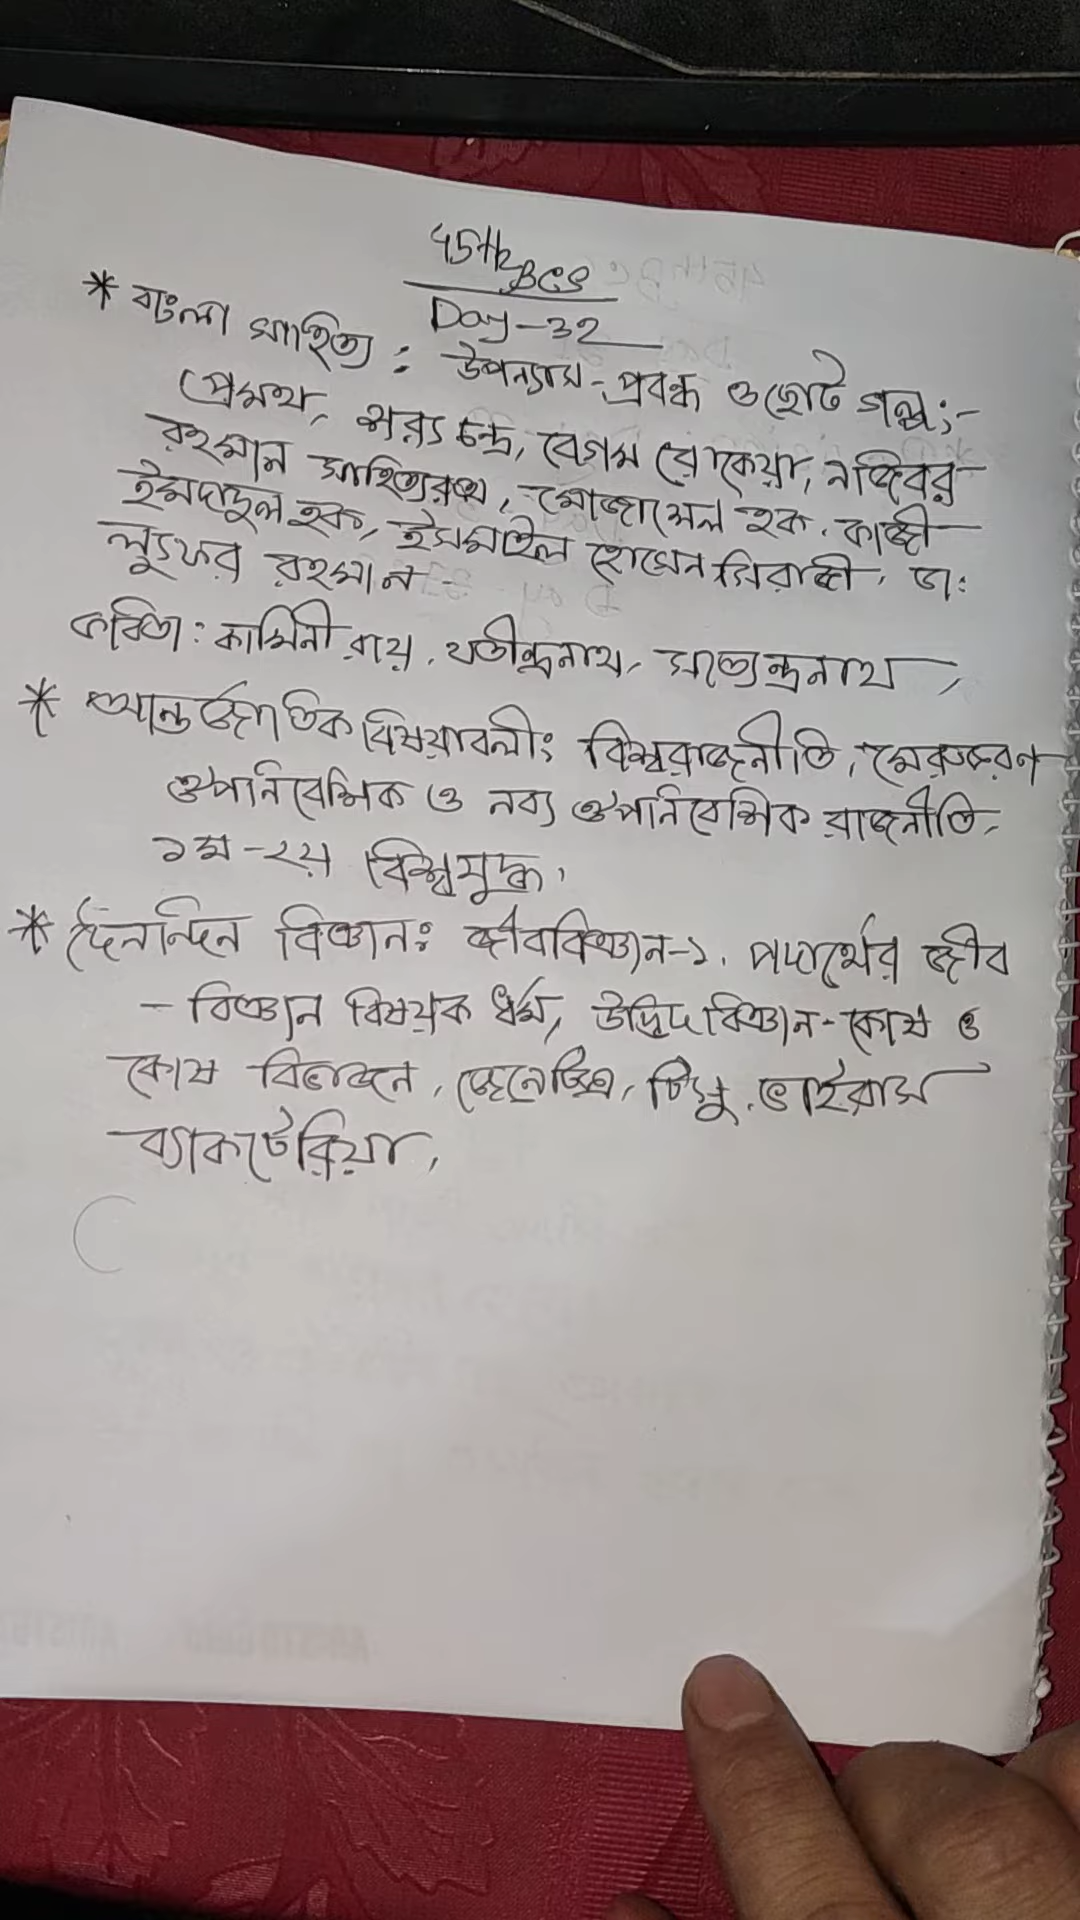 45th BCS
Day-32
* বাংলা সাহিত্য : উপন্যাস-প্রবন্ধ ও ছোট গল্প;-
প্রমথ, শরৎচন্দ্র, বেগম রোকেয়া, নজিবর
রহমান সাহিত্যরত্ন, মোজাম্মেল হক, কাজী
ইমদাদুল হক, ইসমাইল হোসেন সিরাজী, ডা:
লুৎফর রহমান -
কবিতা: কামিনী রায়, যতীন্দ্রনাথ, সত্যেন্দ্রনাথ,
* আন্তর্জাতিক বিষয়াবলী: বিশ্বরাজনীতি, মেরুকরণ
ঔপনিবেশিক ও নব্য ঔপনিবেশিক রাজনীতি,
১ম-২য় বিশ্বযুদ্ধ,
* দৈনন্দিন বিজ্ঞান: জীববিজ্ঞান-১, পদার্থের জীব
- বিজ্ঞান বিষয়ক ধর্ম, উদ্ভিদবিজ্ঞান-কোষ ও
কোষ বিভাজন, জেনেটিক্স, টিস্যু, ভাইরাস
ব্যাকটেরিয়া,